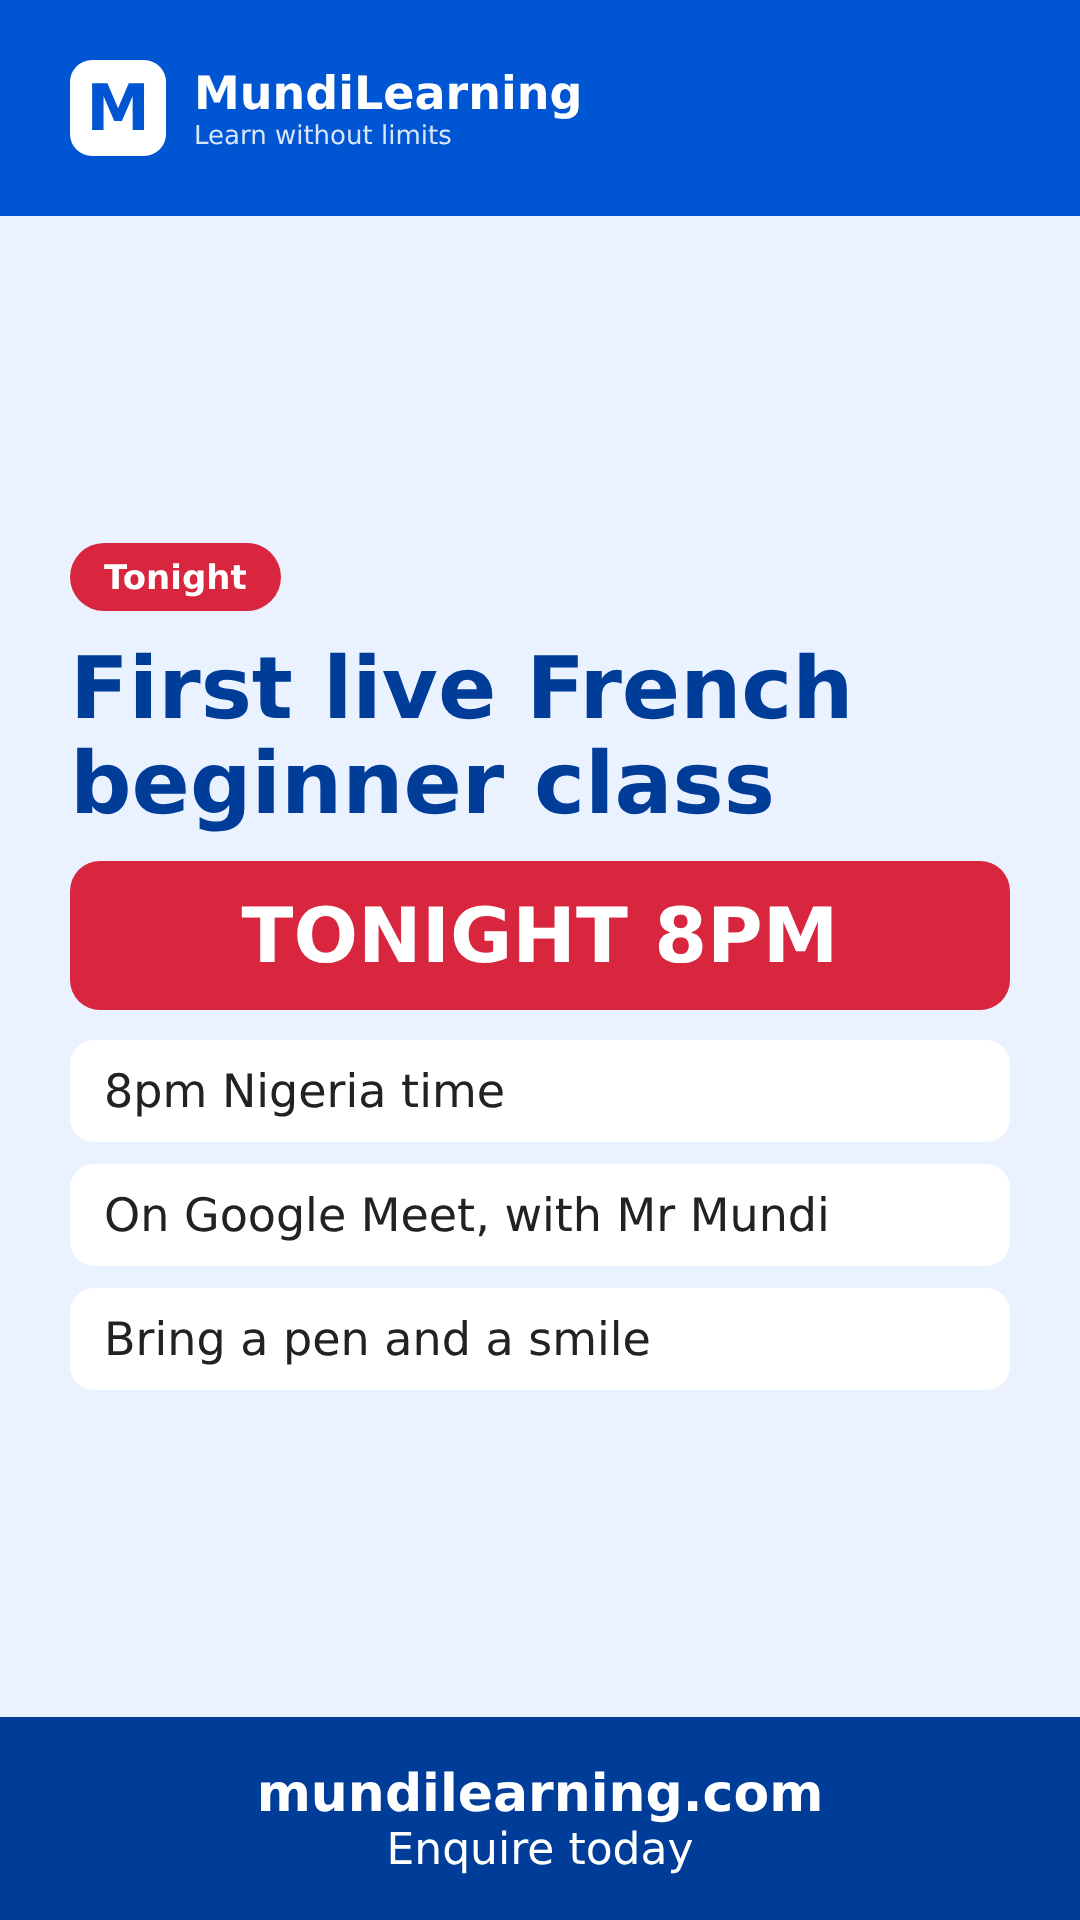 M
MundiLearning
Learn without limits
Tonight
First live French
beginner class
TONIGHT 8PM
8pm Nigeria time
On Google Meet, with Mr Mundi
Bring a pen and a smile
mundilearning.com
Enquire today